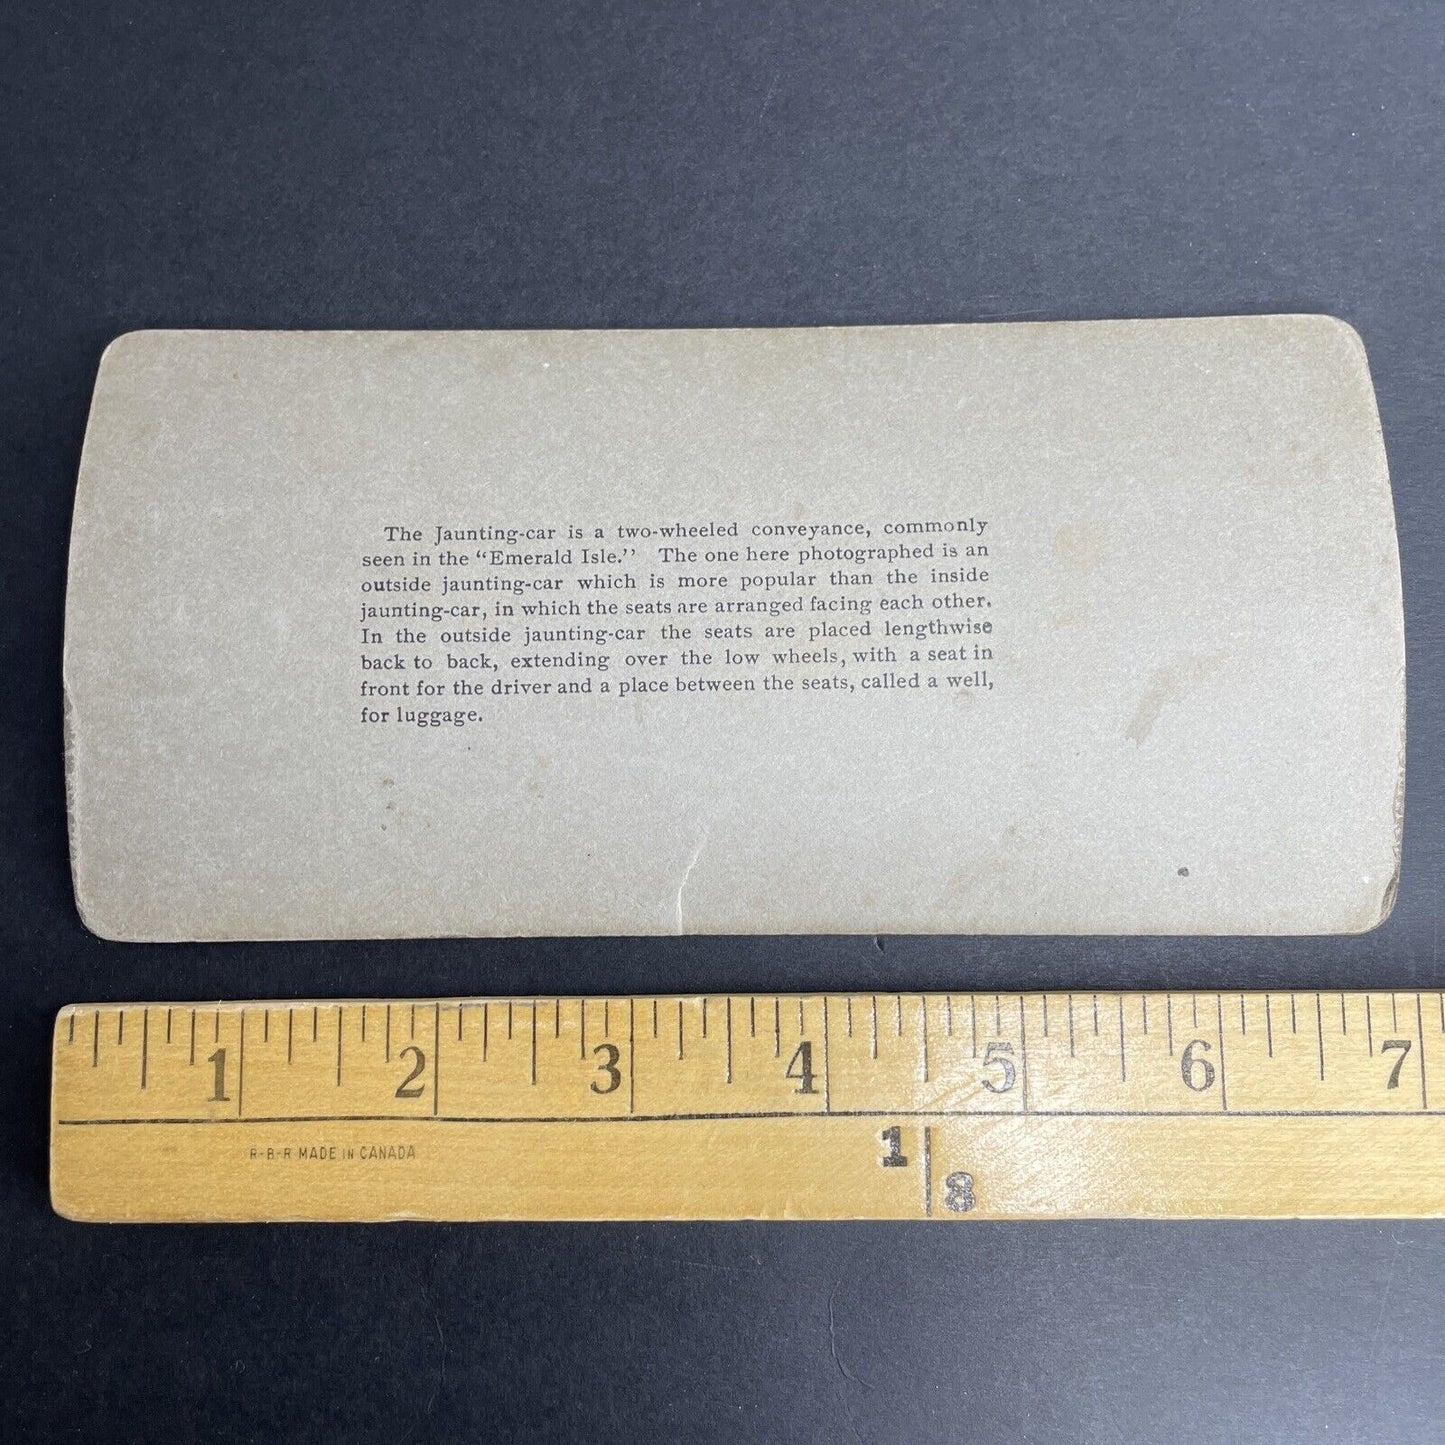 The Jaunting-car is a two-wheeled conveyance, commonly
seen in the “Emerald Isle.” The one here photographed is an
outside jaunting-car which is more popular than the inside
jaunting-car, in which the seats are arranged facing each other.
In the outside jaunting-car the seats are placed lengthwise
back to back, extending over the low wheels, with a seat in
front for the driver and a place between the seats, called a well,
for luggage.
1 2 3 4 5 6 7
R-B-R MADE IN CANADA
1
8